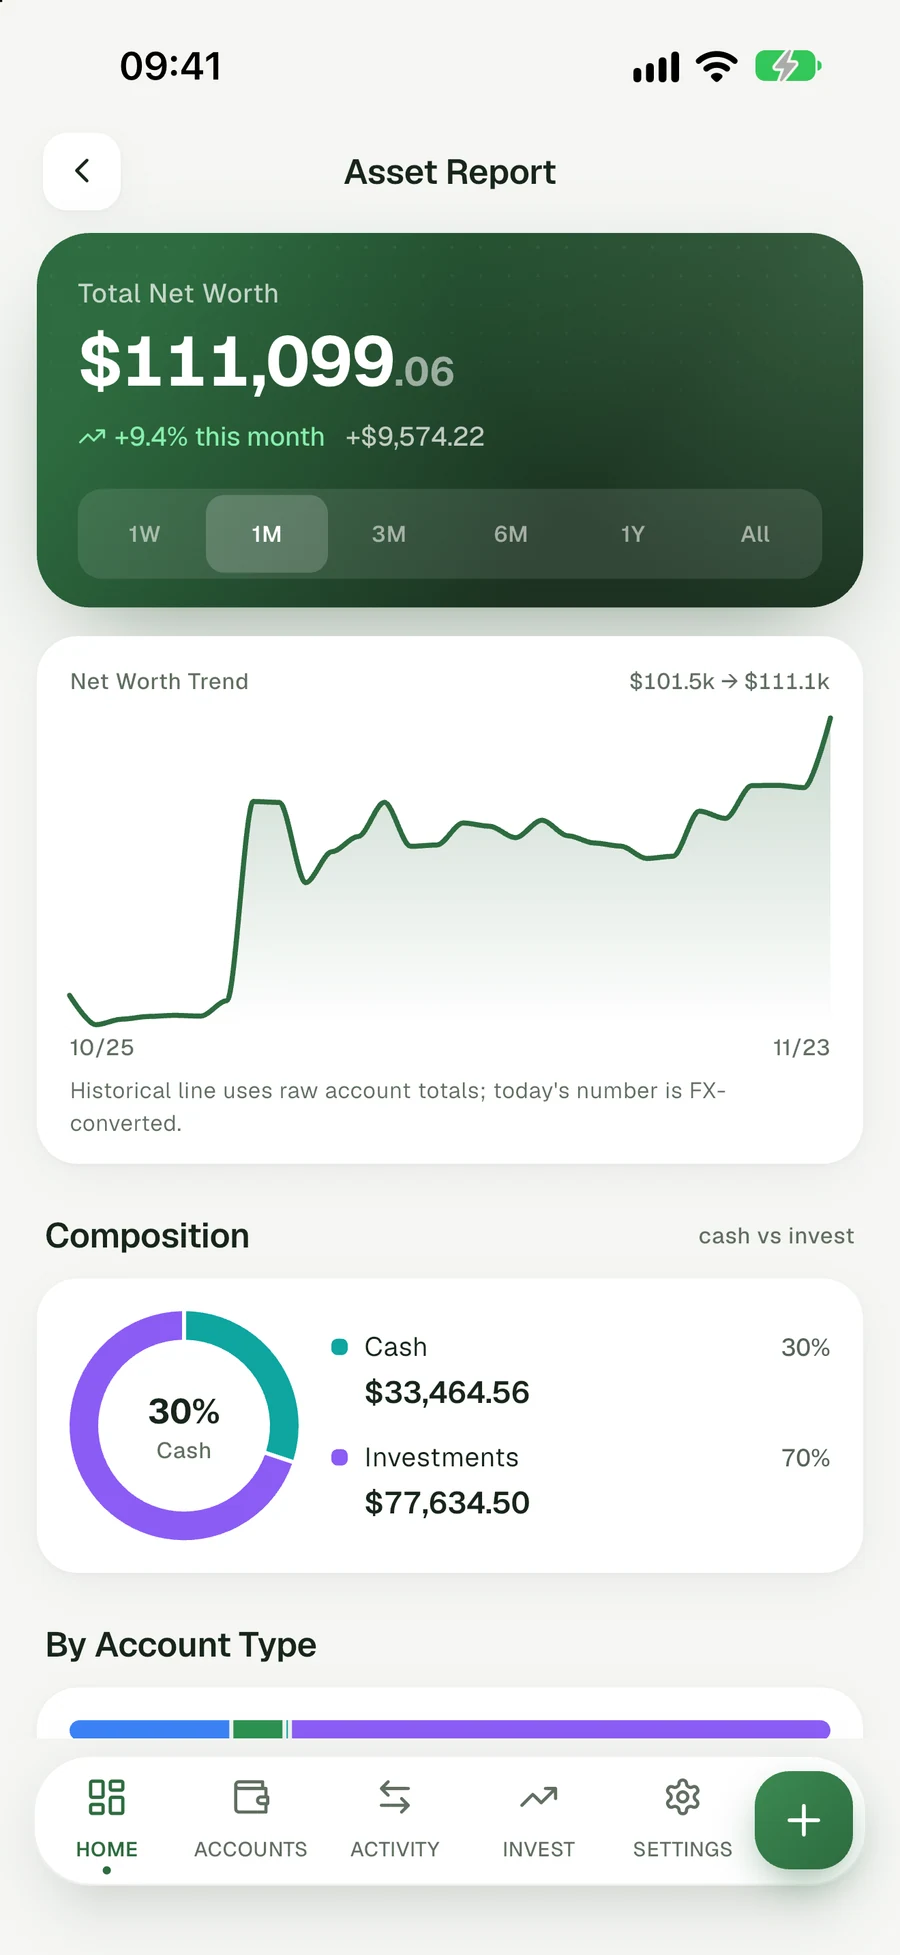 09:41
Asset Report
Total Net Worth
$111,099.06
+9.4% this month +$9,574.22
1W 1M 3M 6M 1Y All
Net Worth Trend $101.5k → $111.1k
10/25 11/23
Historical line uses raw account totals; today's number is FX-
converted.
Composition cash vs invest
30%
Cash
Cash 30%
$33,464.56
Investments 70%
$77,634.50
By Account Type
HOME ACCOUNTS ACTIVITY INVEST SETTINGS